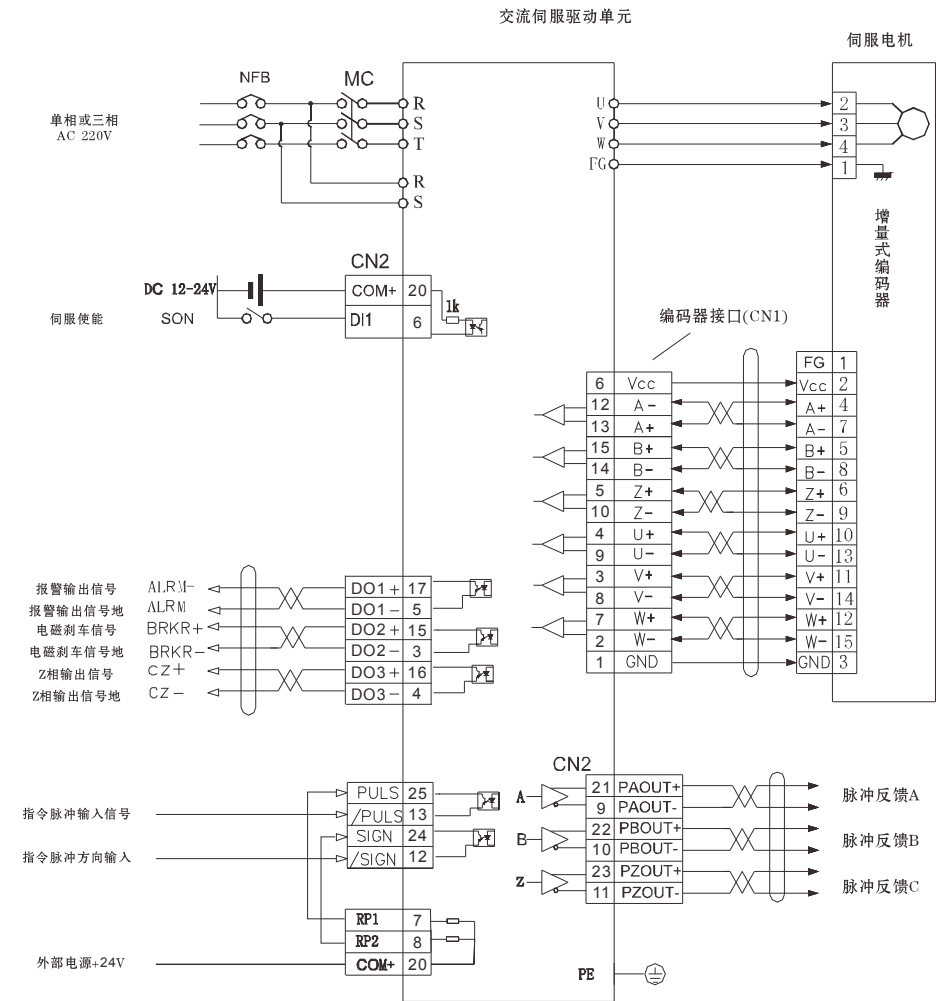 交流伺服驱动单元
伺服电机
NFB
MC
单相或三相
AC 220V
R
S
T
R
S
U
V
W
FG
2
3
4
1
增量式编码器
CN2
DC 12-24V
COM+ 20
伺服使能 SON
DI1 6
1k
编码器接口(CN1)
6 Vcc
12 A-
13 A+
15 B+
14 B-
5 Z+
10 Z-
4 U+
9 U-
3 V+
8 V-
7 W+
2 W-
1 GND
FG 1
Vcc 2
A+ 4
A- 7
B+ 5
B- 8
Z+ 6
Z- 9
U+ 10
U- 13
V+ 11
V- 14
W+ 12
W- 15
GND 3
报警输出信号 ALRM- DO1+ 17
报警输出信号地 ALRM DO1- 5
电磁刹车信号 BRKR+ DO2+ 15
电磁刹车信号地 BRKR- DO2- 3
Z相输出信号 CZ+ DO3+ 16
Z相输出信号地 CZ- DO3- 4
PULS 25
指令脉冲输入信号 /PULS 13
SIGN 24
指令脉冲方向输入 /SIGN 12
RP1 7
RP2 8
外部电源+24V COM+ 20
CN2
A
21 PAOUT+
9 PAOUT-
脉冲反馈A
B
22 PBOUT+
10 PBOUT-
脉冲反馈B
Z
23 PZOUT+
11 PZOUT-
脉冲反馈C
PE